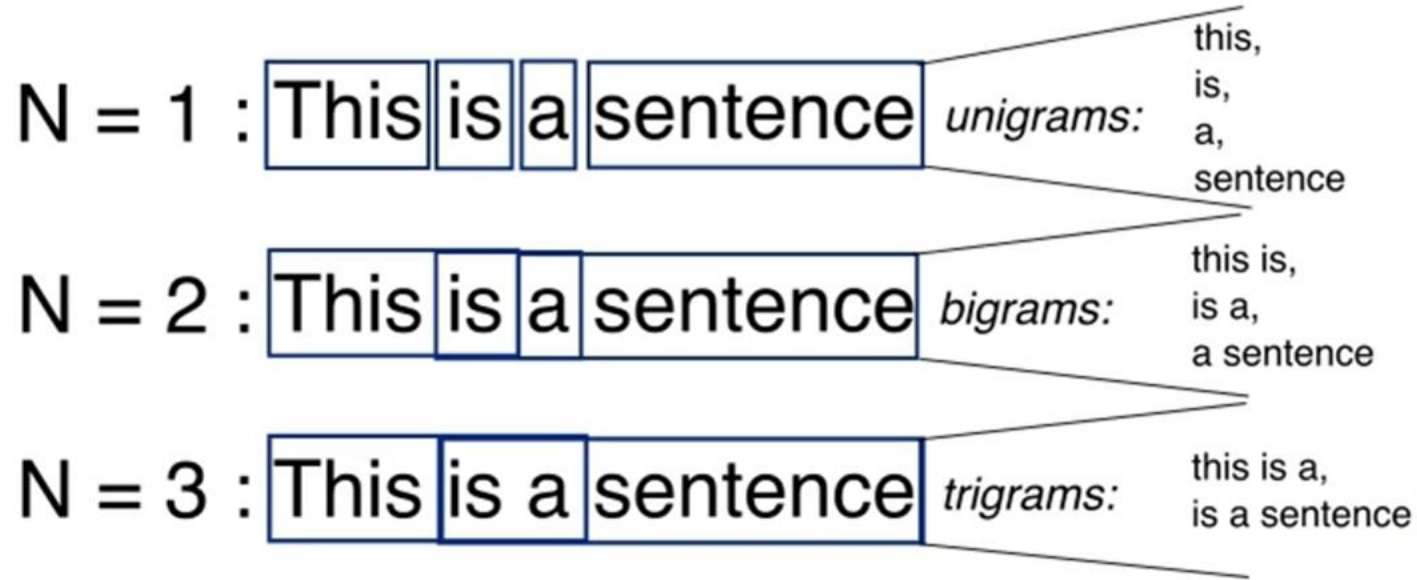 N = 1 : This is a sentence unigrams:
this,
is,
a,
sentence
N = 2 : This is a sentence bigrams:
this is,
is a,
a sentence
N = 3 : This is a sentence trigrams:
this is a,
is a sentence